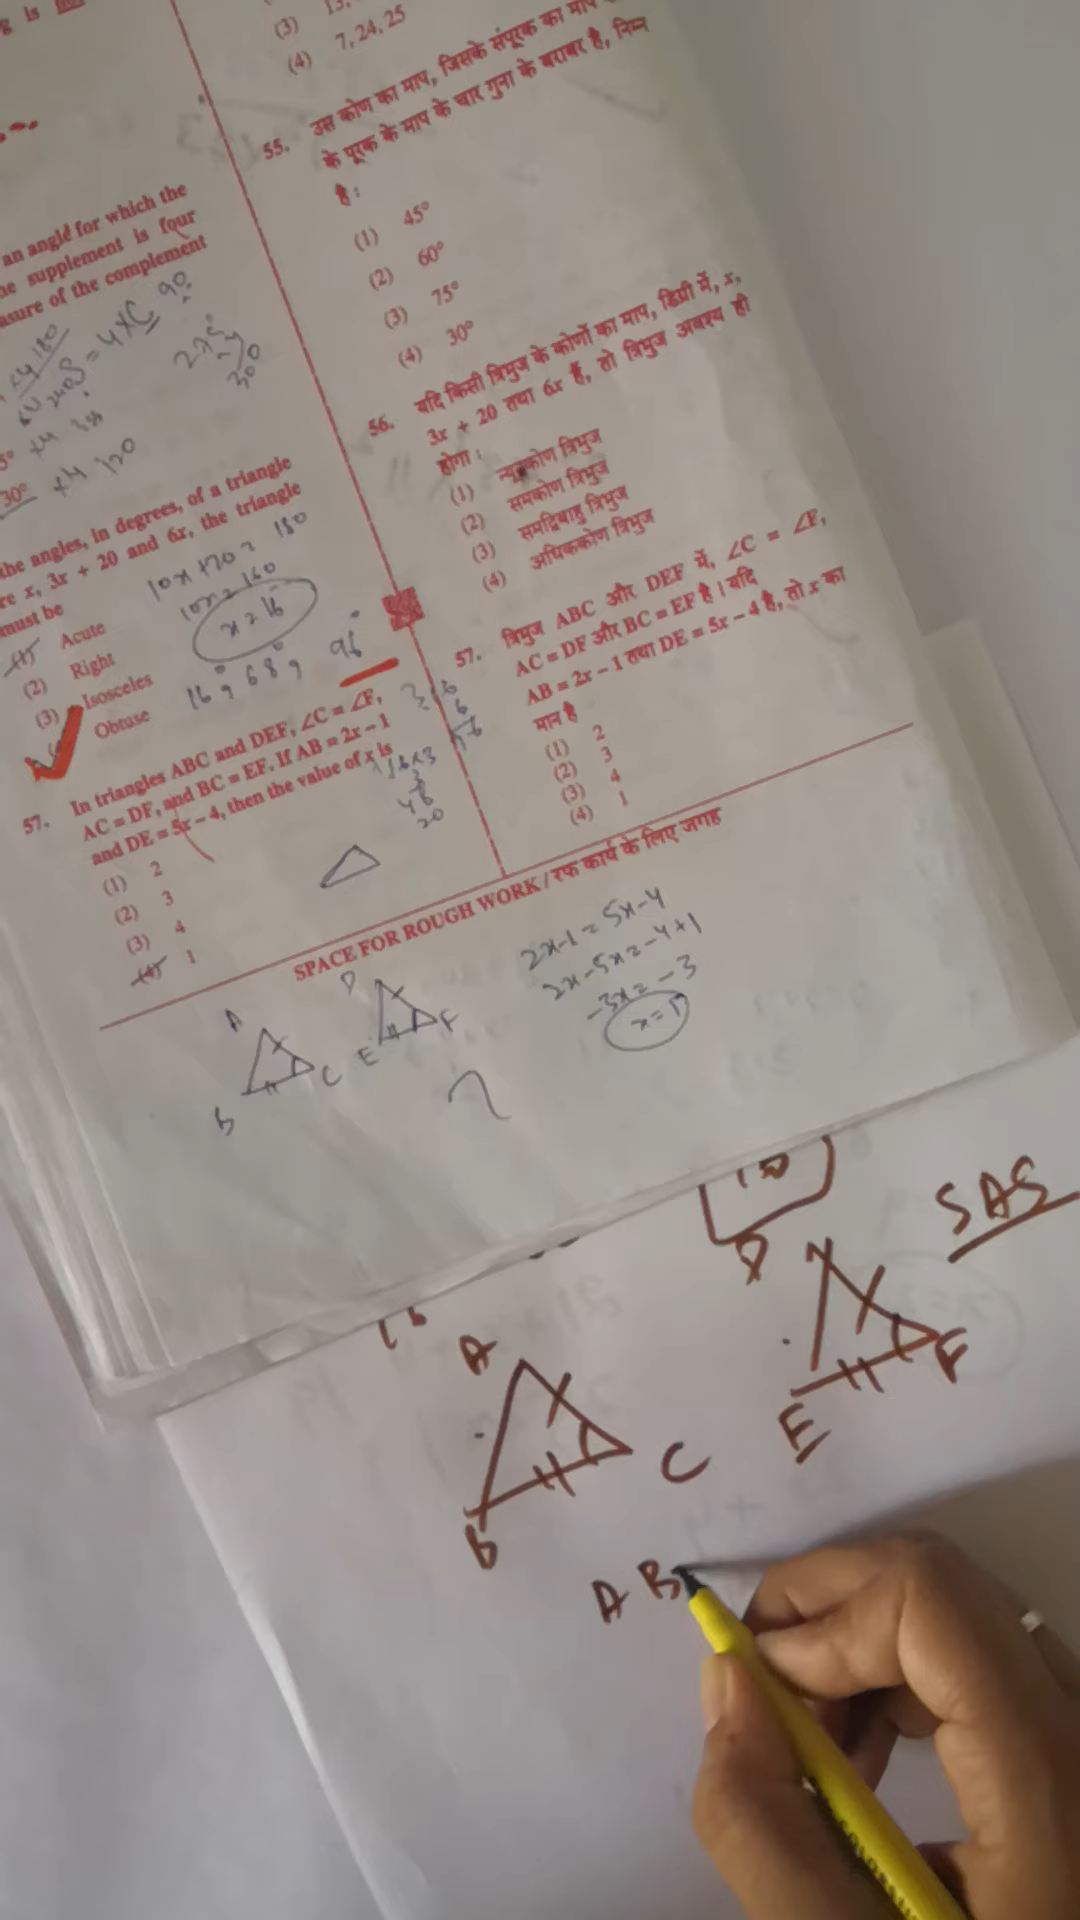 g is
(3) 13,
(4) 7, 24, 25
an angle for which the
supplement is four
asure of the complement
30°
the angles, in degrees, of a triangle
re x, 3x + 20 and 6x, the triangle
must be
(1) Acute
(2) Right
(3) Isosceles
Obtuse
10x+20= 180
10x=160
x=16
57. In triangles ABC and DEF, ∠C = ∠F,
AC = DF, and BC = EF. If AB = 2x – 1
and DE = 5x – 4, then the value of x is
(1) 2
(2) 3
(3) 4
(4) 1
55. उस कोण का माप, जिसके संपूरक का माप
के पूरक के माप के चार गुना के बराबर है, निम्न
है :
(1) 45°
(2) 60°
(3) 75°
(4) 30°
56. यदि किसी त्रिभुज के कोणों का माप, डिग्री में, x,
3x + 20 तथा 6x हैं, तो त्रिभुज अवश्य ही
होगा :
(1) न्यूनकोण त्रिभुज
(2) समकोण त्रिभुज
(3) समद्विबाहु त्रिभुज
(4) अधिककोण त्रिभुज
57. त्रिभुज ABC और DEF में, ∠C = ∠F,
AC = DF और BC = EF है । यदि
AB = 2x – 1 तथा DE = 5x – 4 है, तो x का
मान है
(1) 2
(2) 3
(3) 4
(4) 1
SPACE FOR ROUGH WORK / रफ कार्य के लिए जगह
2x-1=5x-4
2x-5x=-4+1
-3x=-3
x=1
A
B
C
D
E
F
SAS
A
B
C
D
E
F
A B